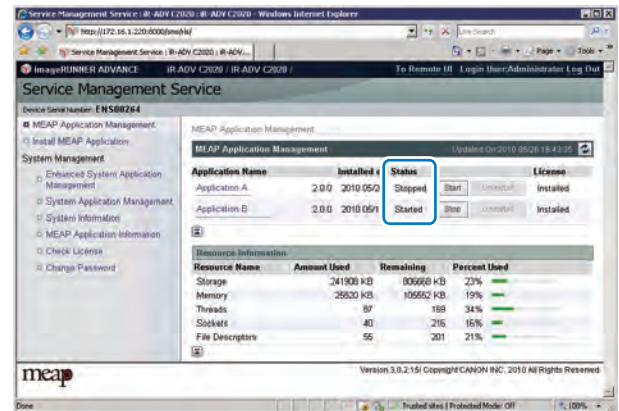 Service Management Service : iR-ADV C2020 : iR-ADV C2020 - Windows Internet Explorer
http://172.16.1.220:8000/sms/rls/
Live Search
Service Management Service : iR-ADV C2020 : iR-ADV...
Page
Tools
imageRUNNER ADVANCE
iR-ADV C2020 / iR-ADV C2020 /
To Remote UI
Login User:Administrator
Log Out
Service Management Service
Device Serial Number: ENS00264
MEAP Application Management
Install MEAP Application
System Management
Enhanced System Application
Management
System Application Management
System Information
MEAP Application Information
Check License
Change Password
MEAP Application Management
MEAP Application Management
Updated On:2010 05/26 18:43:05
Application Name
Installed o
Status
License
Application A
2.0.0
2010 05/2
Stopped
Start
Uninstall
Installed
Application B
2.0.0
2010 05/1
Started
Stop
Uninstall
Installed
Resource Information
Resource Name
Amount Used
Remaining
Percent Used
Storage
241908 KB
806668 KB
23%
Memory
25520 KB
105552 KB
19%
Threads
87
169
34%
Sockets
40
216
16%
File Descriptors
55
201
21%
meap
Version 3.0.2.15
Copyright CANON INC. 2010 All Rights Reserved
Done
Trusted sites | Protected Mode: Off
100%